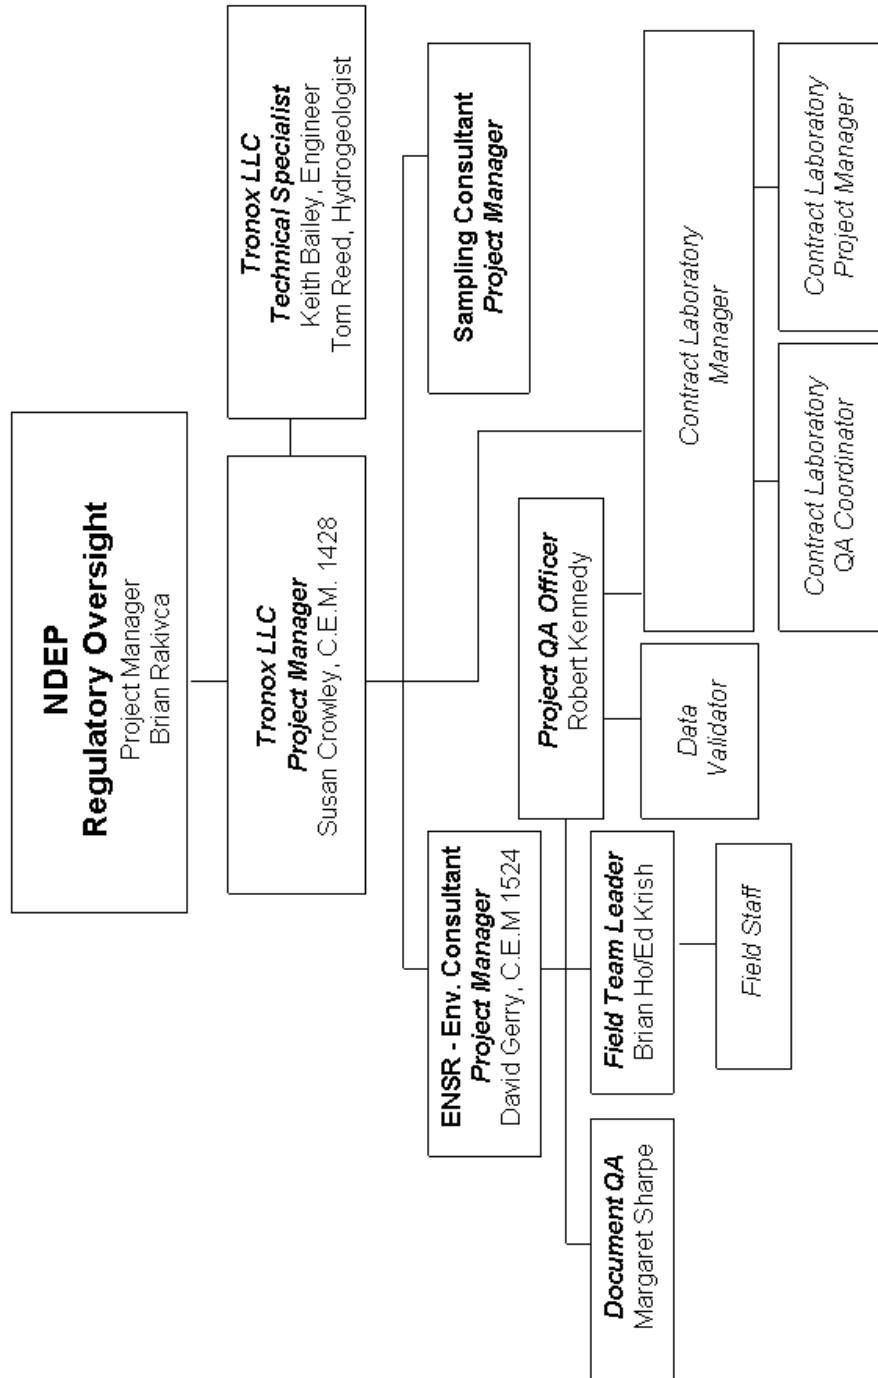 NDEP
Regulatory Oversight
Project Manager
Brian Rakivca
Tronox LLC
Project Manager
Susan Crowley, C.E.M. 1428
Tronox LLC
Technical Specialist
Keith Bailey, Engineer
Tom Reed, Hydrogeologist
ENSR - Env. Consultant
Project Manager
David Gerry, C.E.M 1524
Sampling Consultant
Project Manager
Document QA
Margaret Sharpe
Field Team Leader
Brian Ho/Ed Krish
Project QA Officer
Robert Kennedy
Field Staff
Data
Validator
Contract Laboratory
Manager
Contract Laboratory
QA Coordinator
Contract Laboratory
Project Manager